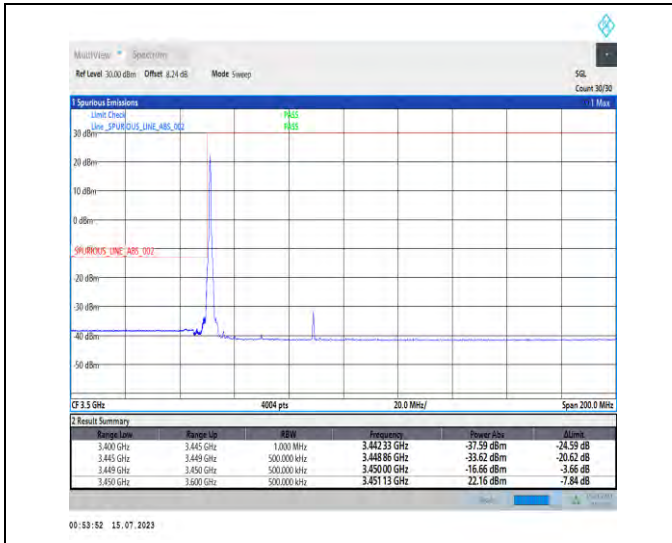 MultiView Spectrum
Ref Level 30.00 dBm Offset 8.24 dB Mode Sweep SGL
Count 30/30
1 Spurious Emissions 1 Max
Limit Check PASS
Line _SPURIOUS_LINE_ABS_002 PASS
30 dBm
20 dBm
10 dBm
0 dBm
_SPURIOUS_LINE_ABS_002
-20 dBm
-30 dBm
-40 dBm
-50 dBm
CF 3.5 GHz 4004 pts 20.0 MHz/ Span 200.0 MHz
2 Result Summary
Range Low Range Up RBW Frequency Power Abs ΔLimit
3.400 GHz 3.445 GHz 1.000 MHz 3.442 33 GHz -37.59 dBm -24.59 dB
3.445 GHz 3.449 GHz 500.000 kHz 3.448 86 GHz -33.62 dBm -20.62 dB
3.449 GHz 3.450 GHz 500.000 kHz 3.450 00 GHz -16.66 dBm -3.66 dB
3.450 GHz 3.600 GHz 500.000 kHz 3.451 13 GHz 22.16 dBm -7.84 dB
00:53:52 15.07.2023